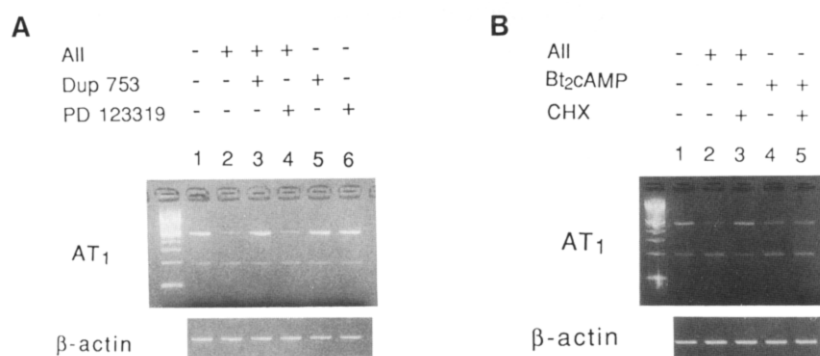 A
AII - + + + - -
Dup 753 - - + - + -
PD 123319 - - - + - +
1 2 3 4 5 6
AT1
β-actin
B
AII - + + - -
Bt2cAMP - - - + +
CHX - - + - +
1 2 3 4 5
AT1
β-actin